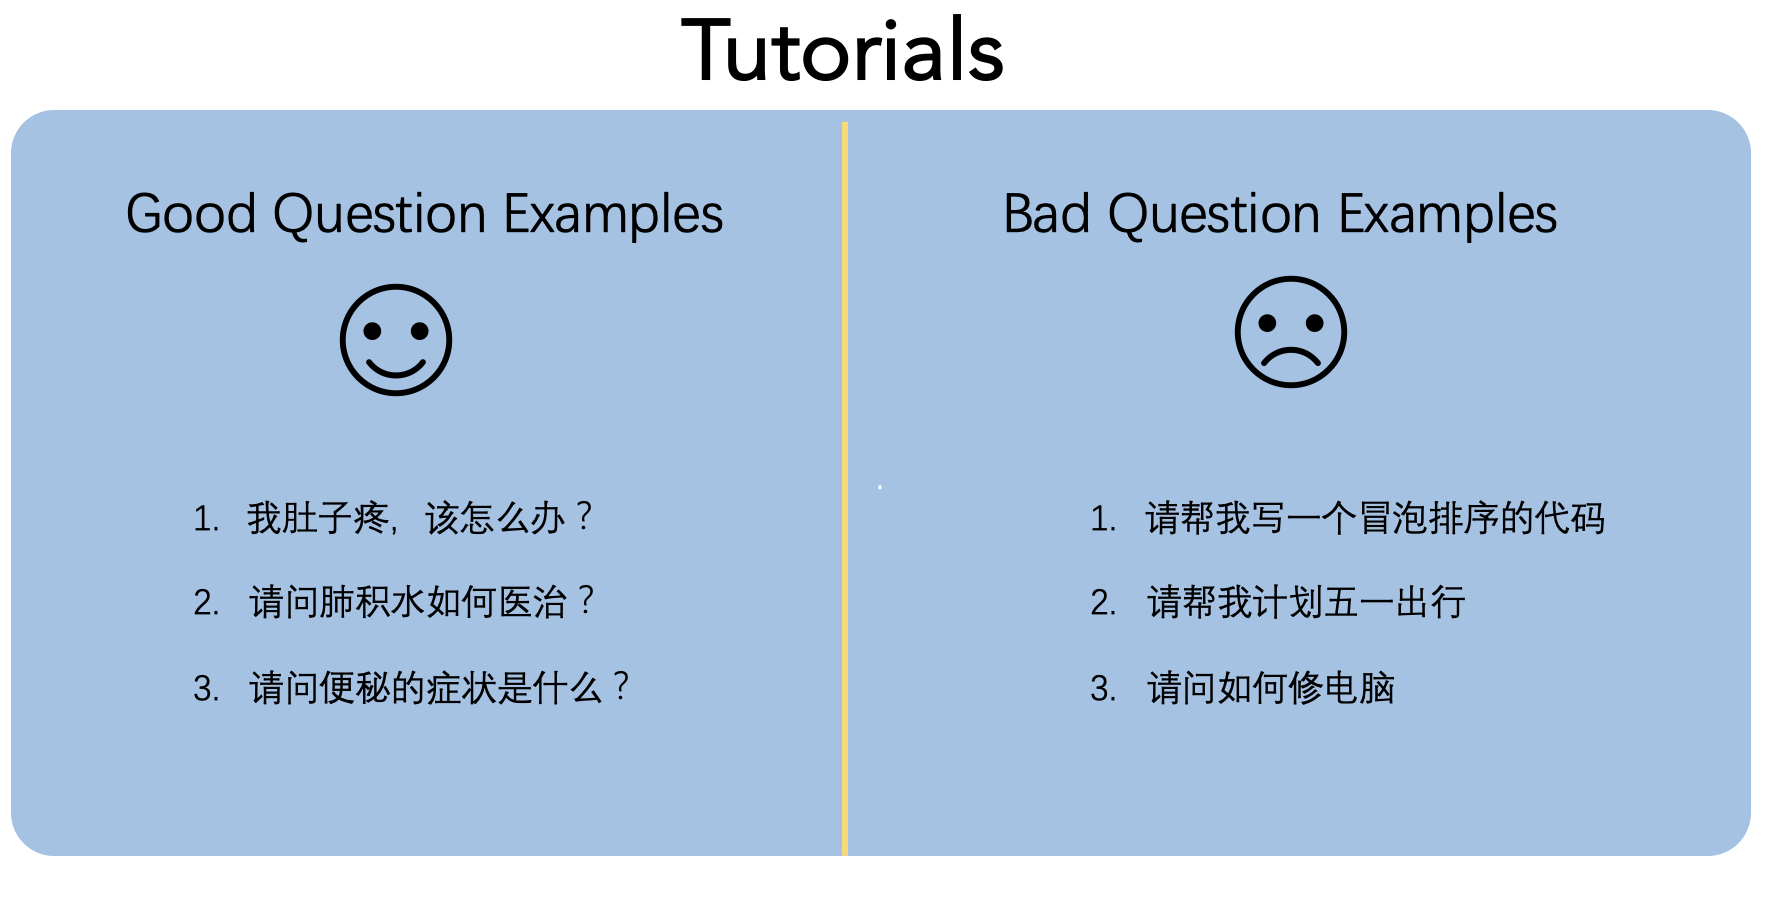 Tutorials
Good Question Examples
1. 我肚子疼，该怎么办？
2. 请问肺积水如何医治？
3. 请问便秘的症状是什么？
Bad Question Examples
1. 请帮我写一个冒泡排序的代码
2. 请帮我计划五一出行
3. 请问如何修电脑